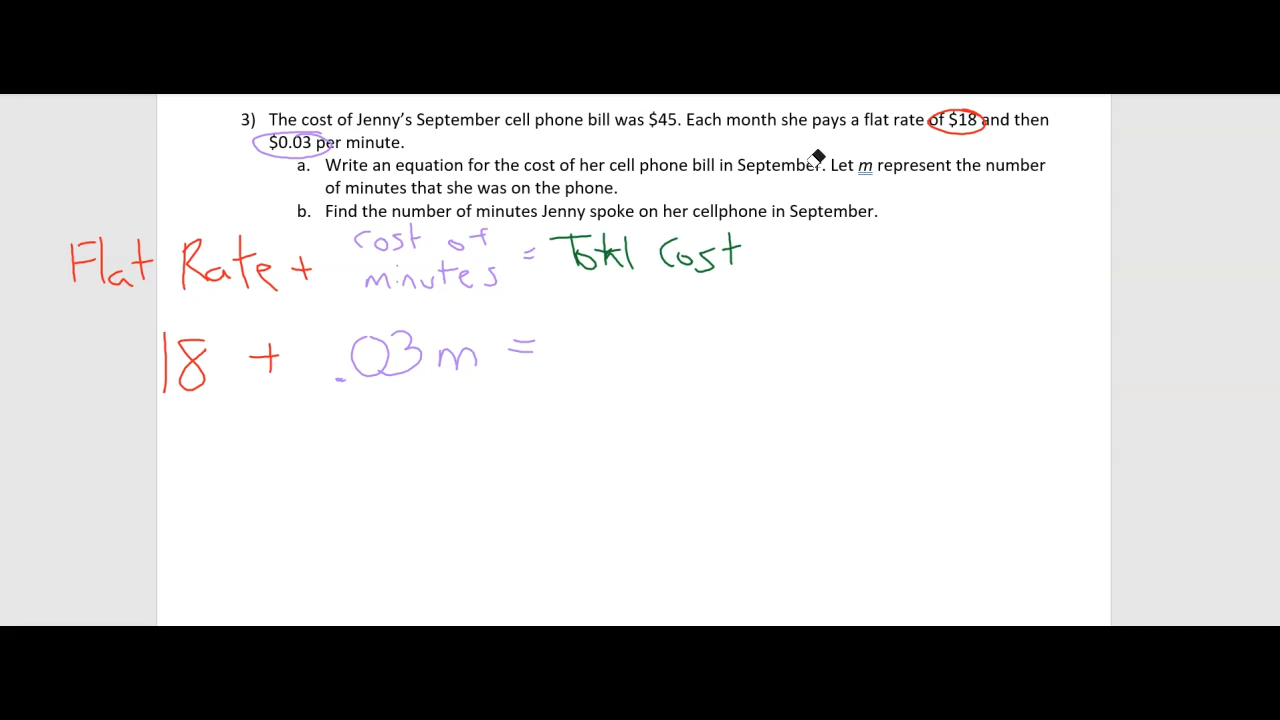 3) The cost of Jenny's September cell phone bill was $45. Each month she pays a flat rate of $18 and then
$0.03 per minute.
a. Write an equation for the cost of her cell phone bill in September. Let m represent the number
of minutes that she was on the phone.
b. Find the number of minutes Jenny spoke on her cellphone in September.
Flat Rate + cost of minutes = Total Cost
18 + .03m =